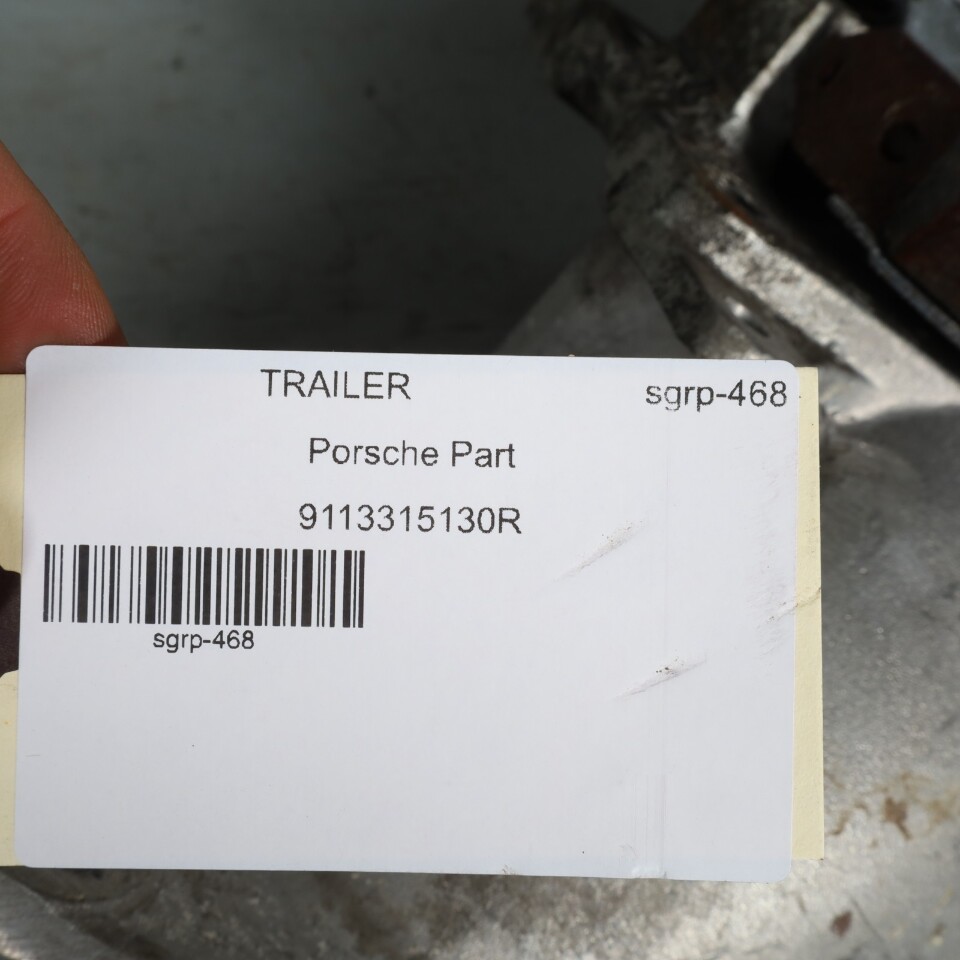 TRAILER sgrp-468
Porsche Part
9113315130R
sgrp-468